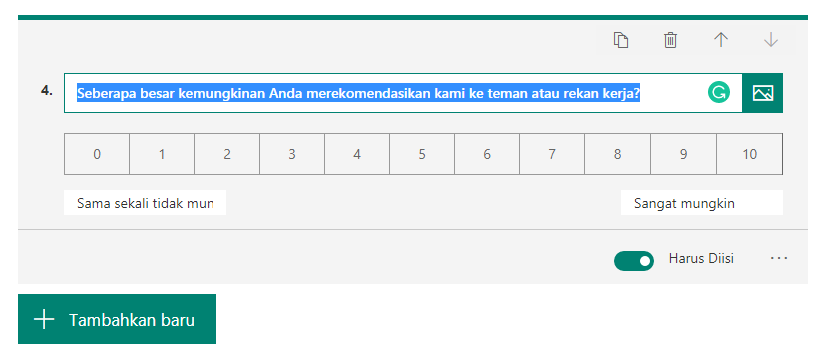 4. Seberapa besar kemungkinan Anda merekomendasikan kami ke teman atau rekan kerja?
0 1 2 3 4 5 6 7 8 9 10
Sama sekali tidak mun Sangat mungkin
Harus Diisi
Tambahkan baru